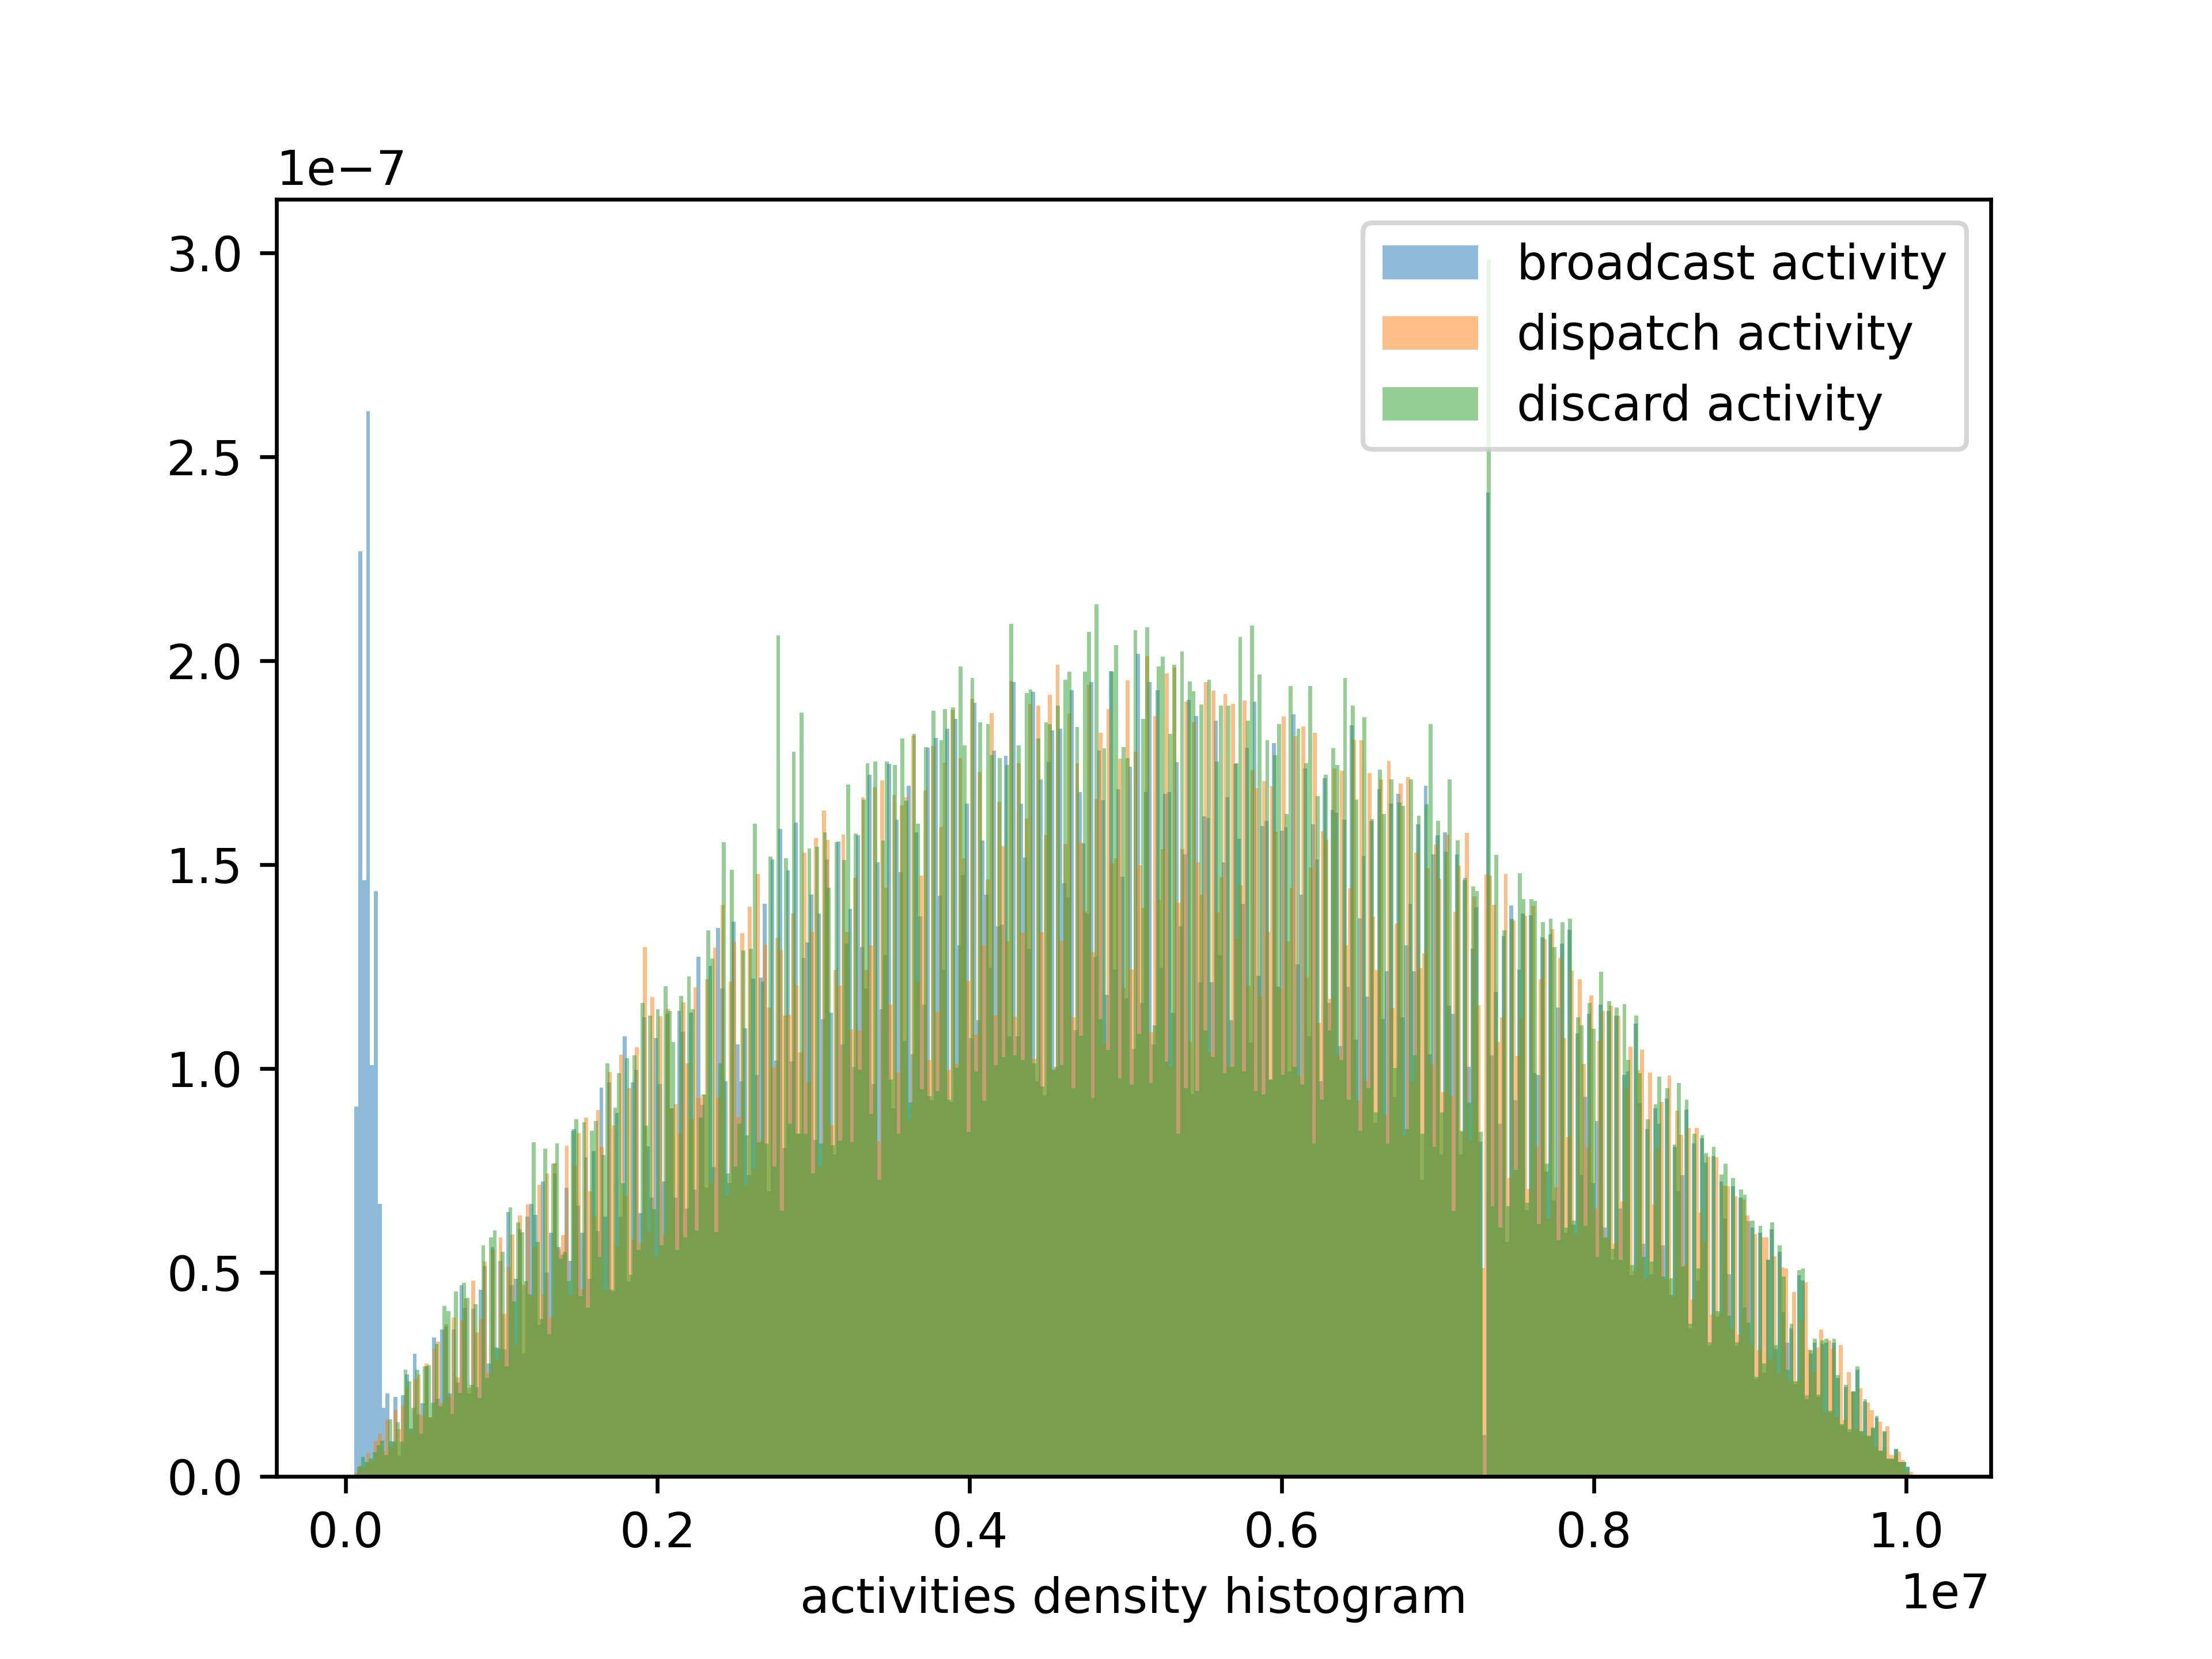 1e−7
3.0
2.5
2.0
1.5
1.0
0.5
0.0
broadcast activity
dispatch activity
discard activity
0.0 0.2 0.4 0.6 0.8 1.0
1e7
activities density histogram